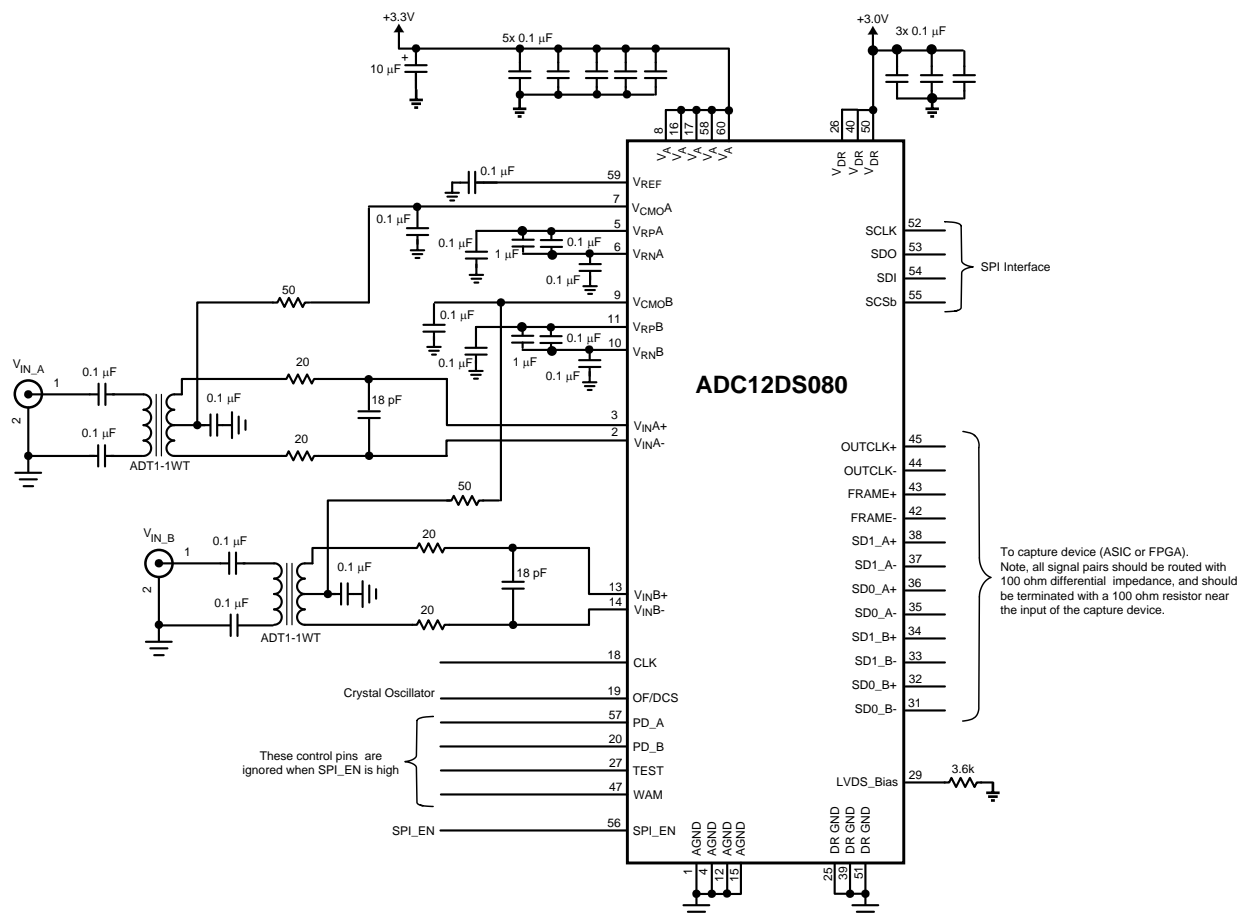 +3.3V
10 µF
+
5x 0.1 µF
+3.0V
3x 0.1 µF
8
16
17
58
60
VA
VA
VA
VA
VA
26
40
50
VDR
VDR
VDR
0.1 µF
59
VREF
7
VCMOA
0.1 µF
5
VRPA
0.1 µF
1 µF
0.1 µF
6
VRNA
0.1 µF
50
9
VCMOB
0.1 µF
11
VRPB
0.1 µF
1 µF
0.1 µF
10
VRNB
0.1 µF
SCLK
52
SDO
53
SDI
54
SCSb
55
SPI Interface
ADC12DS080
VIN_A
1
2
0.1 µF
0.1 µF
ADT1-1WT
0.1 µF
20
18 pF
20
3
VINA+
2
VINA-
50
VIN_B
1
2
0.1 µF
0.1 µF
ADT1-1WT
0.1 µF
20
18 pF
20
13
VINB+
14
VINB-
OUTCLK+
45
OUTCLK-
44
FRAME+
43
FRAME-
42
SD1_A+
38
SD1_A-
37
SD0_A+
36
SD0_A-
35
SD1_B+
34
SD1_B-
33
SD0_B+
32
SD0_B-
31
To capture device (ASIC or FPGA).
Note, all signal pairs should be routed with
100 ohm differential impedance, and should
be terminated with a 100 ohm resistor near
the input of the capture device.
18
CLK
Crystal Oscillator
19
OF/DCS
57
PD_A
20
PD_B
27
TEST
47
WAM
These control pins are
ignored when SPI_EN is high
SPI_EN
56
SPI_EN
LVDS_Bias
29
3.6k
AGND
AGND
AGND
AGND
1
4
12
15
DR GND
DR GND
DR GND
25
39
51